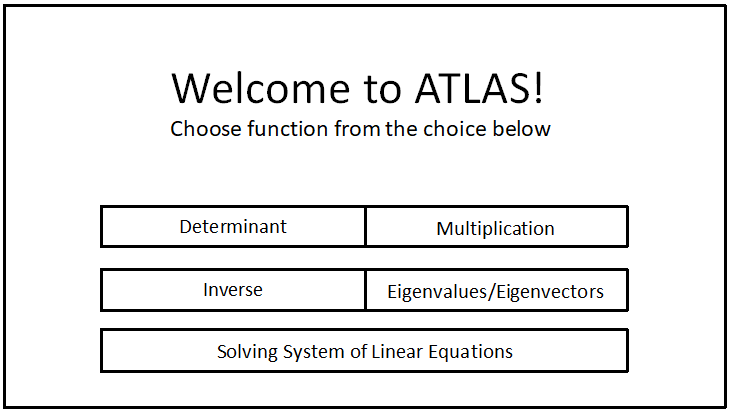 Welcome to ATLAS!
Choose function from the choice below
Determinant
Multiplication
Inverse
Eigenvalues/Eigenvectors
Solving System of Linear Equations